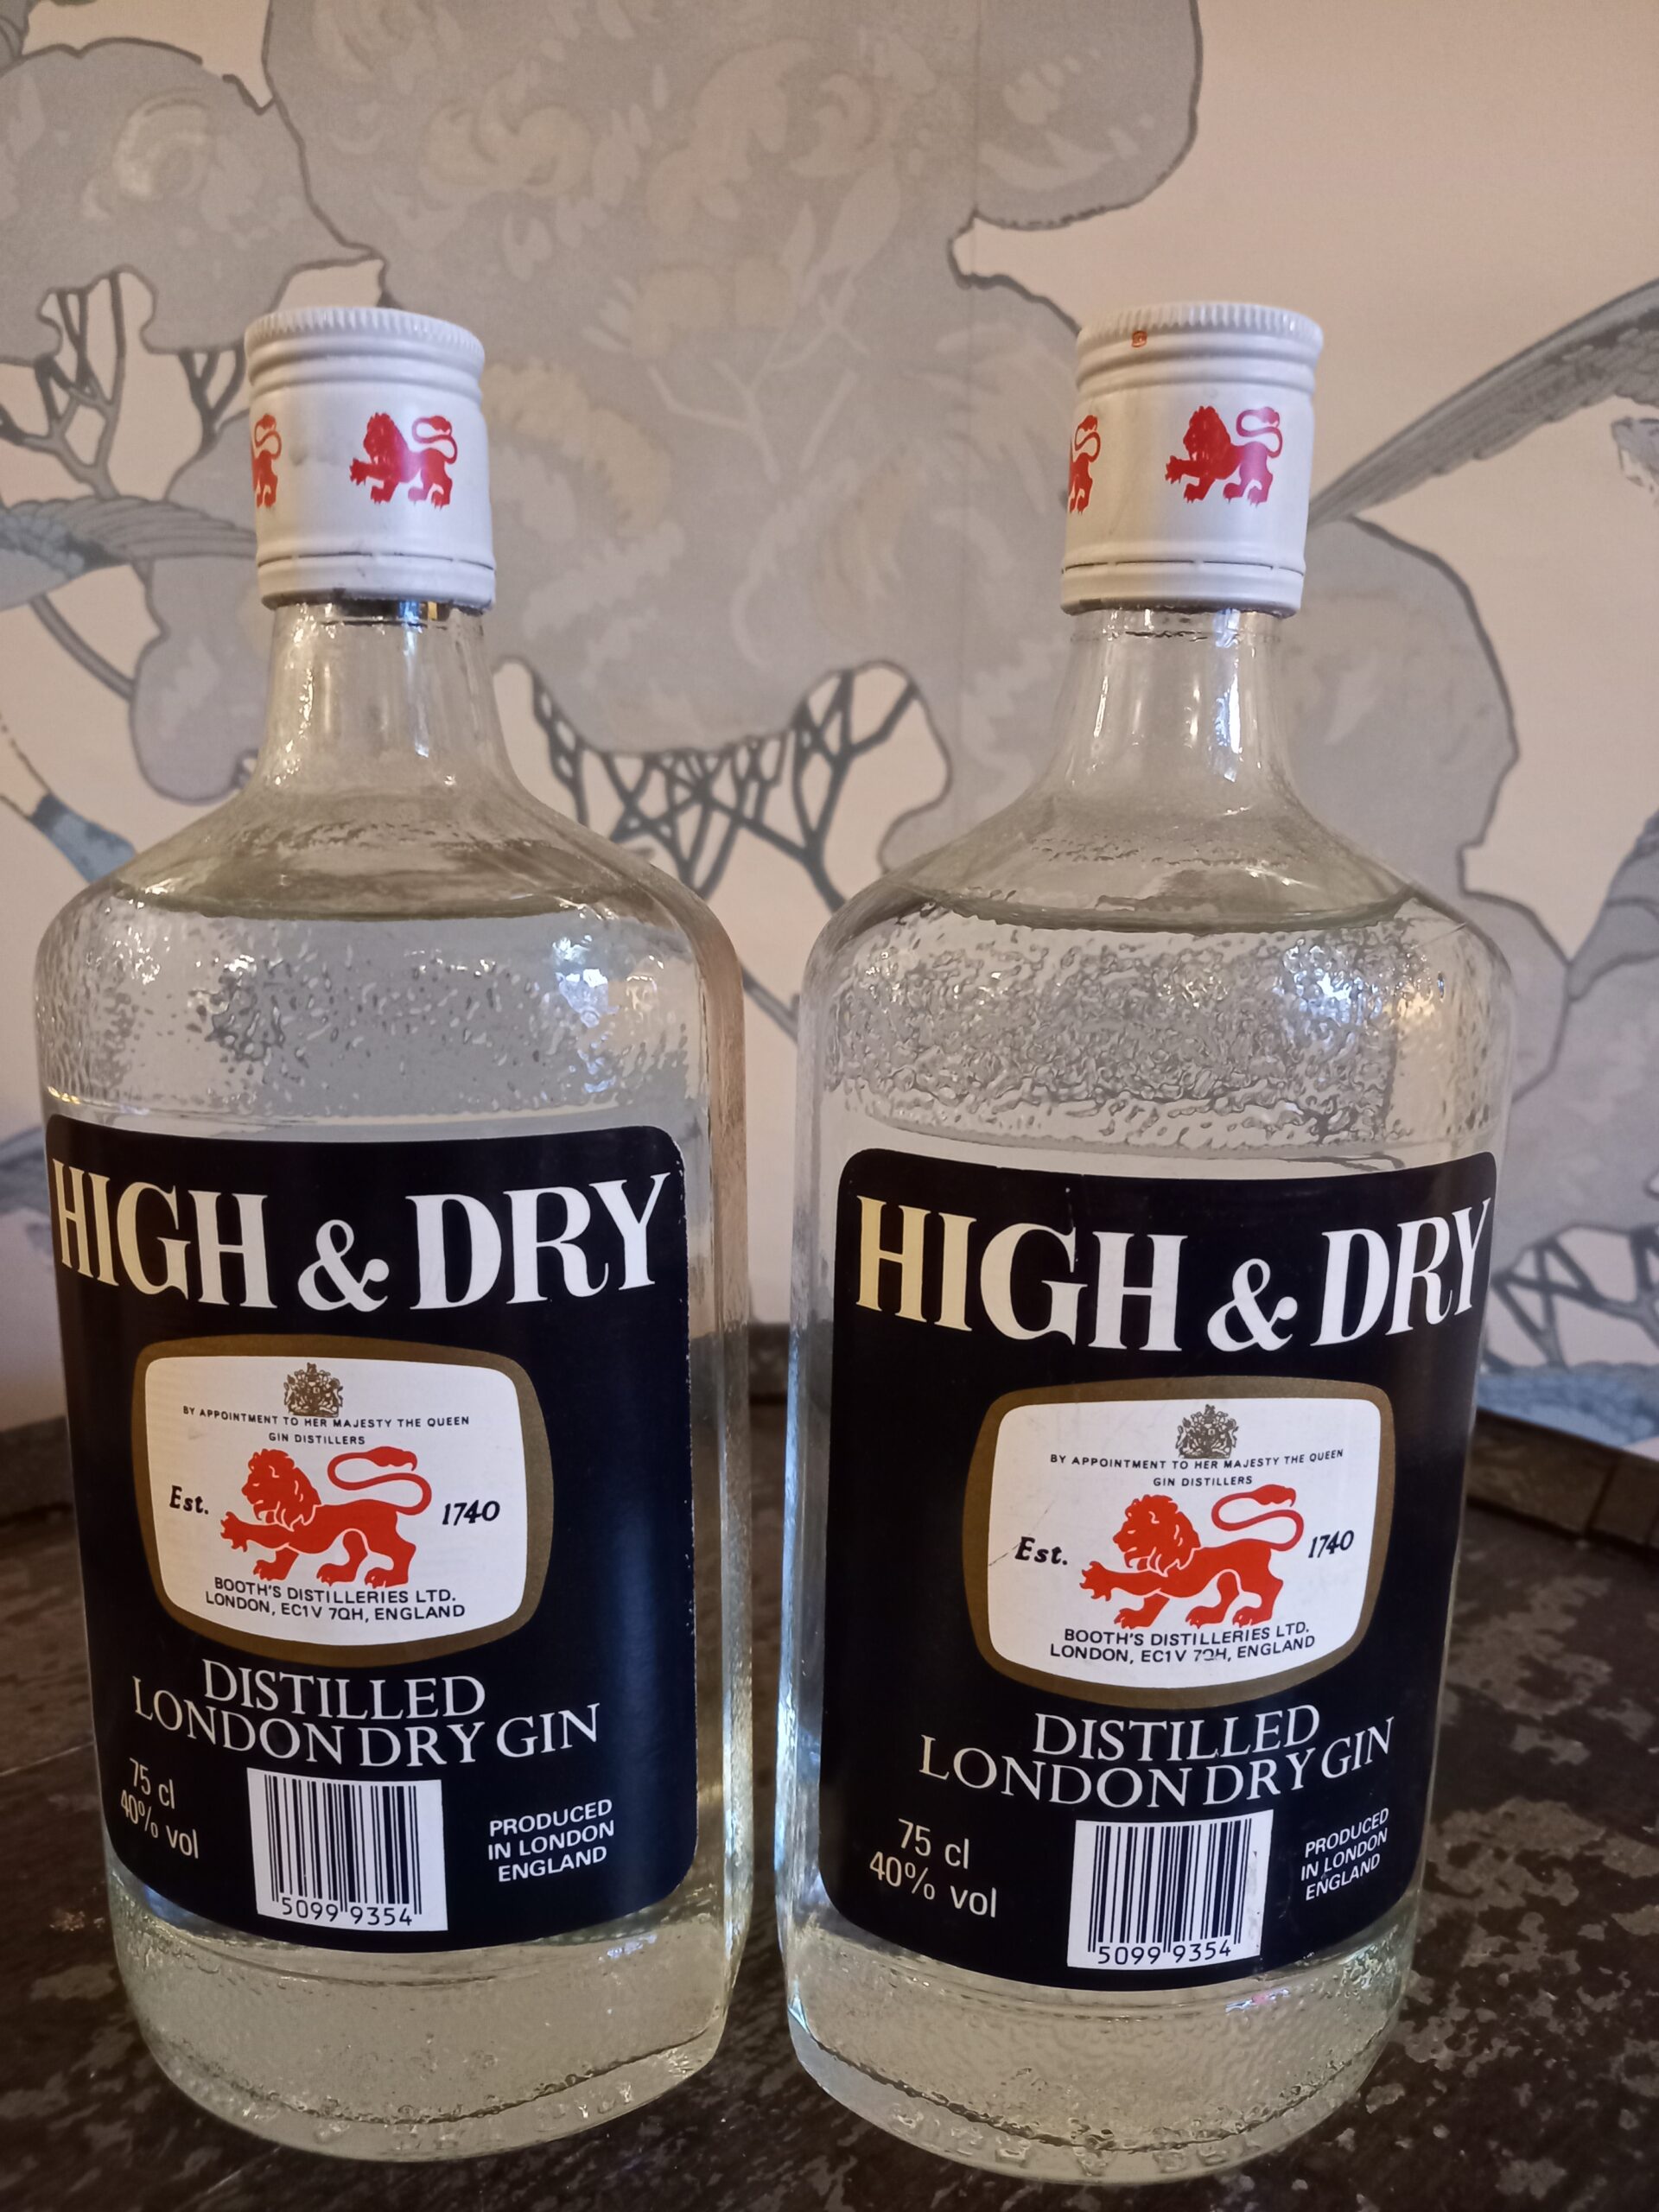 HIGH & DRY
BY APPOINTMENT TO HER MAJESTY THE QUEEN
GIN DISTILLERS
Est. 1740
BOOTH'S DISTILLERIES LTD.
LONDON, EC1V 7QH, ENGLAND
DISTILLED
LONDON DRY GIN
75 cl
40% vol
5099 9354
PRODUCED
IN LONDON
ENGLAND
HIGH & DRY
BY APPOINTMENT TO HER MAJESTY THE QUEEN
GIN DISTILLERS
Est. 1740
BOOTH'S DISTILLERIES LTD.
LONDON, EC1V 7QH, ENGLAND
DISTILLED
LONDON DRY GIN
75 cl
40% vol
5099 9354
PRODUCED
IN LONDON
ENGLAND